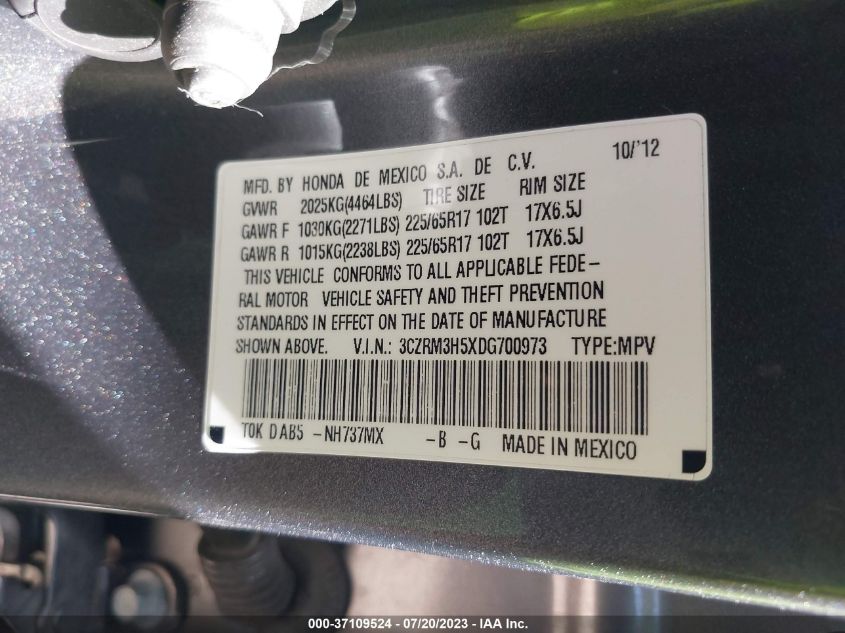 10/'12
MFD. BY HONDA DE MEXICO S.A. DE C.V.
GVWR 2025KG(4464LBS) TIRE SIZE RIM SIZE
GAWR F 1030KG(2271LBS) 225/65R17 102T 17X6.5J
GAWR R 1015KG(2238LBS) 225/65R17 102T 17X6.5J
THIS VEHICLE CONFORMS TO ALL APPLICABLE FEDE-
RAL MOTOR VEHICLE SAFETY AND THEFT PREVENTION
STANDARDS IN EFFECT ON THE DATE OF MANUFACTURE
SHOWN ABOVE. V.I.N.: 3CZRM3H5XDG700973 TYPE:MPV
T0K D AB5 -NH737MX -B -G MADE IN MEXICO
000-37109524 - 07/20/2023 - IAA Inc.